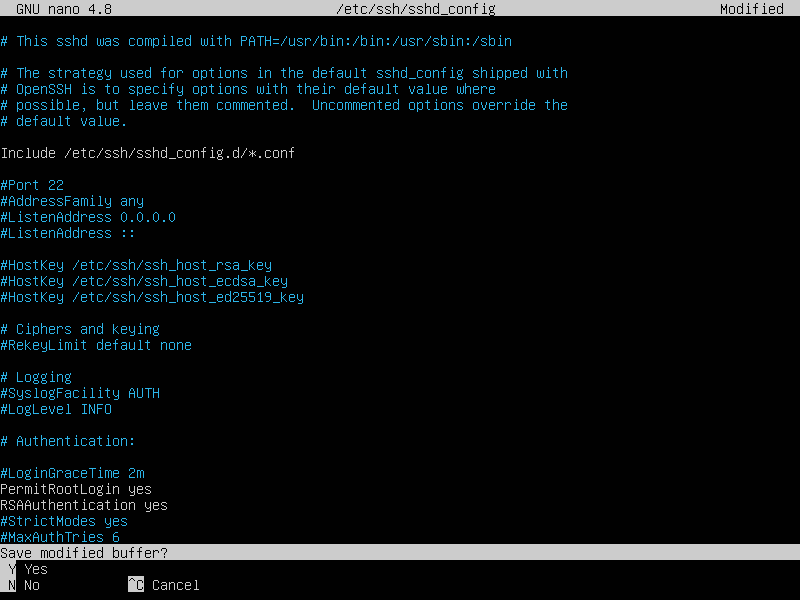 GNU nano 4.8 /etc/ssh/sshd_config Modified
# This sshd was compiled with PATH=/usr/bin:/bin:/usr/sbin:/sbin
# The strategy used for options in the default sshd_config shipped with
# OpenSSH is to specify options with their default value where
# possible, but leave them commented.  Uncommented options override the
# default value.
Include /etc/ssh/sshd_config.d/*.conf
#Port 22
#AddressFamily any
#ListenAddress 0.0.0.0
#ListenAddress ::
#HostKey /etc/ssh/ssh_host_rsa_key
#HostKey /etc/ssh/ssh_host_ecdsa_key
#HostKey /etc/ssh/ssh_host_ed25519_key
# Ciphers and keying
#RekeyLimit default none
# Logging
#SyslogFacility AUTH
#LogLevel INFO
# Authentication:
#LoginGraceTime 2m
PermitRootLogin yes
RSAAuthentication yes
#StrictModes yes
#MaxAuthTries 6
Save modified buffer?
Y Yes
N No ^C Cancel